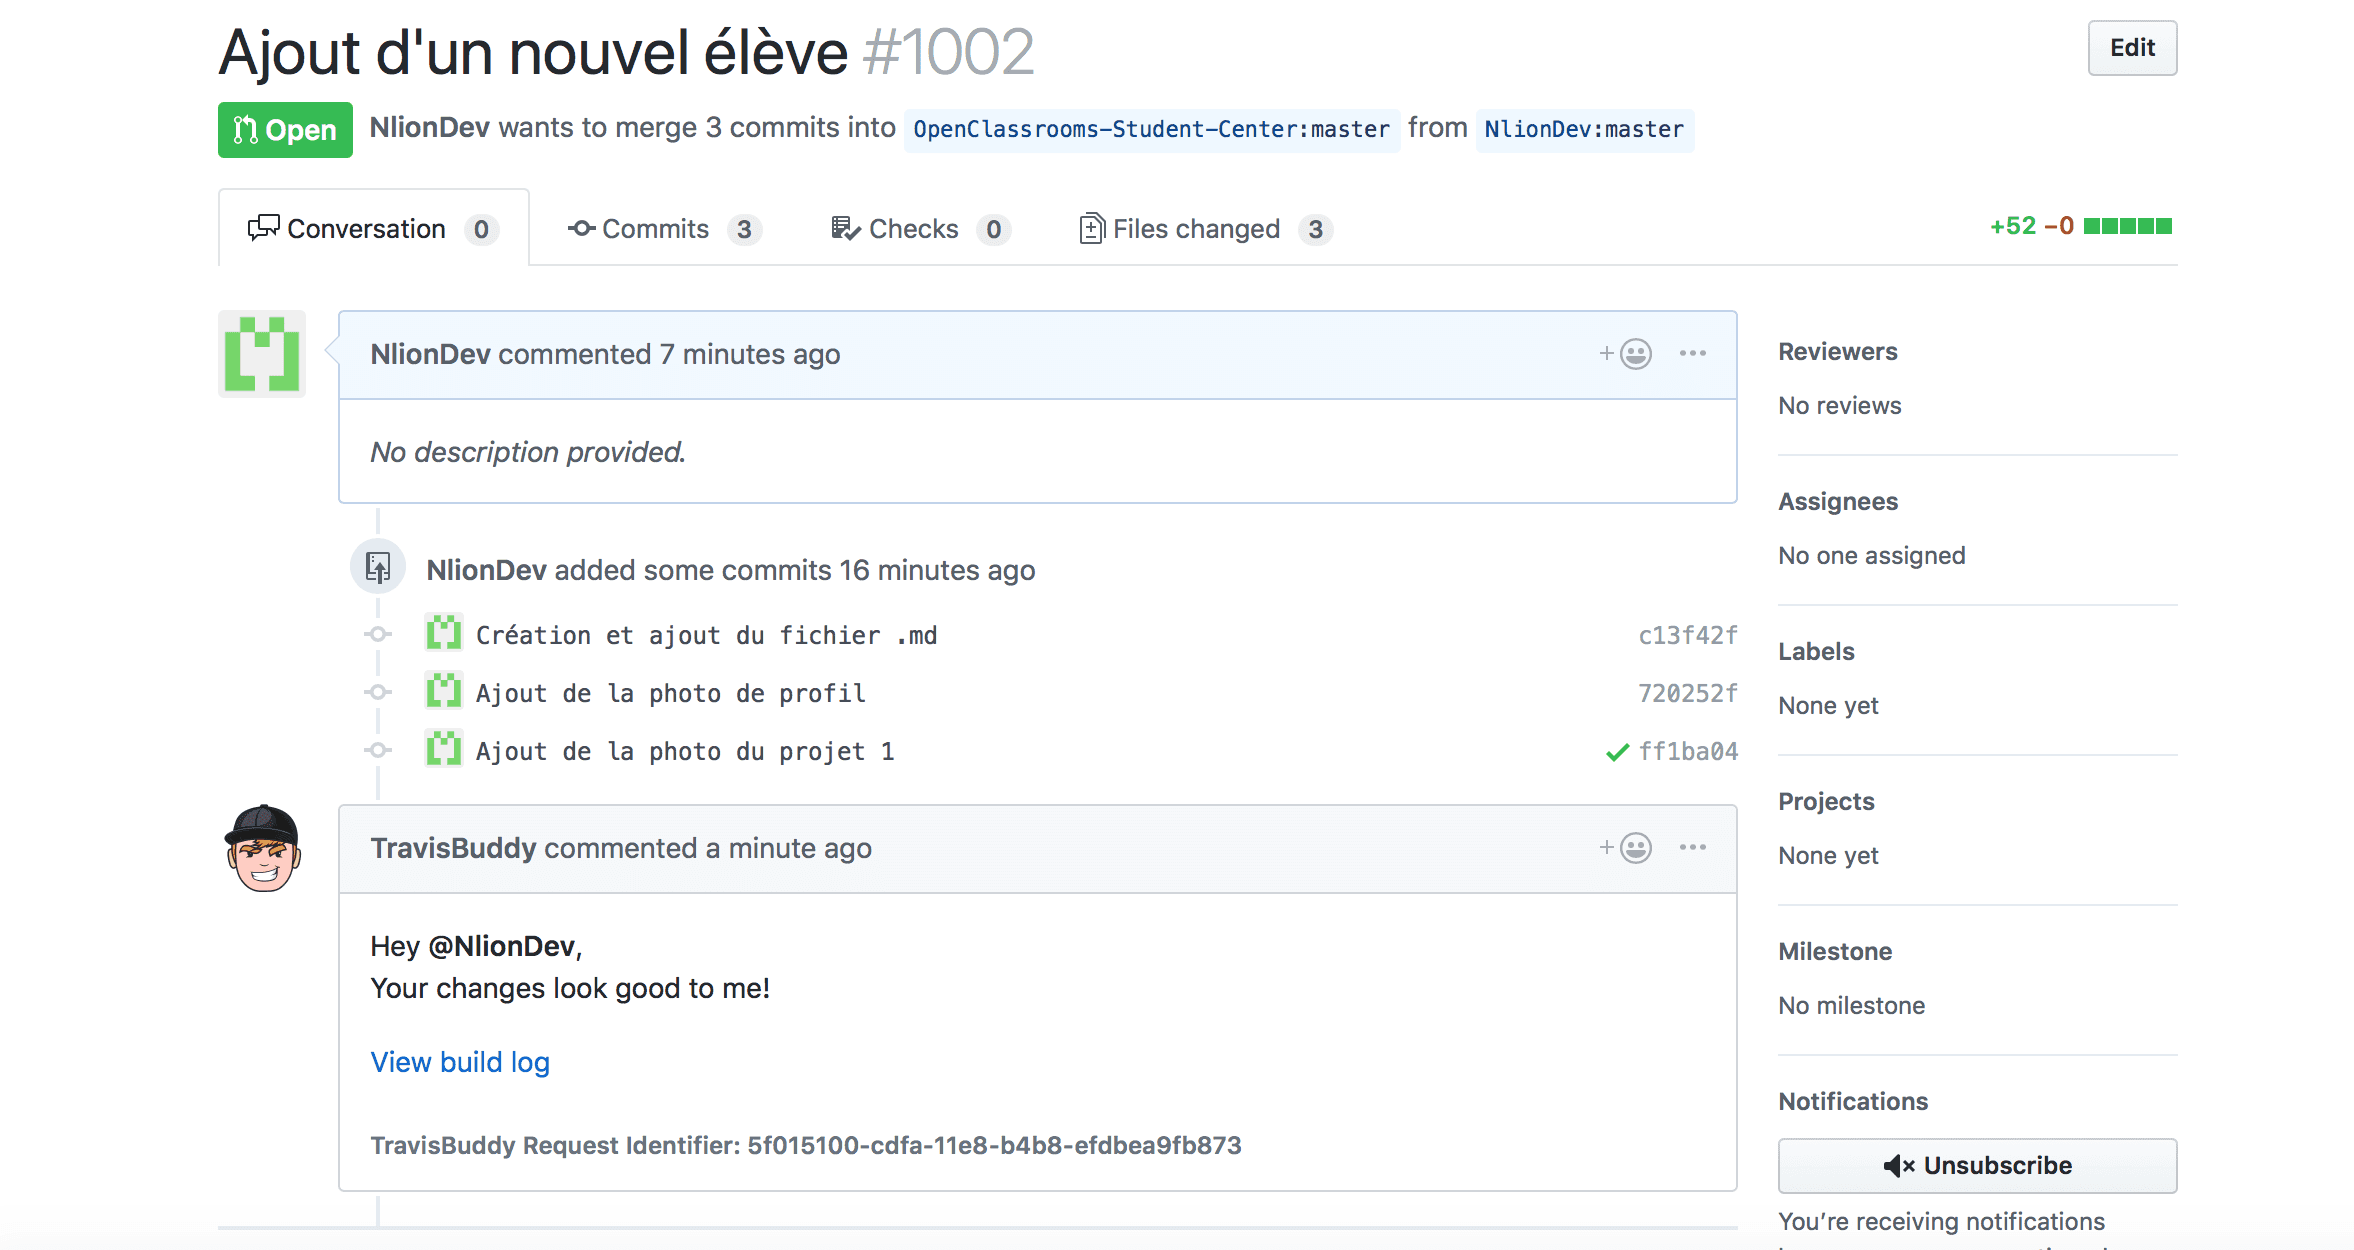 Ajout d'un nouvel élève #1002
Edit
Open
NlionDev wants to merge 3 commits into OpenClassrooms-Student-Center:master from NlionDev:master
Conversation 0
Commits 3
Checks 0
Files changed 3
+52 −0
NlionDev commented 7 minutes ago
No description provided.
NlionDev added some commits 16 minutes ago
Création et ajout du fichier .md c13f42f
Ajout de la photo de profil 720252f
Ajout de la photo du projet 1 ff1ba04
TravisBuddy commented a minute ago
Hey @NlionDev,
Your changes look good to me!
View build log
TravisBuddy Request Identifier: 5f015100-cdfa-11e8-b4b8-efdbea9fb873
Reviewers
No reviews
Assignees
No one assigned
Labels
None yet
Projects
None yet
Milestone
No milestone
Notifications
Unsubscribe
You're receiving notifications